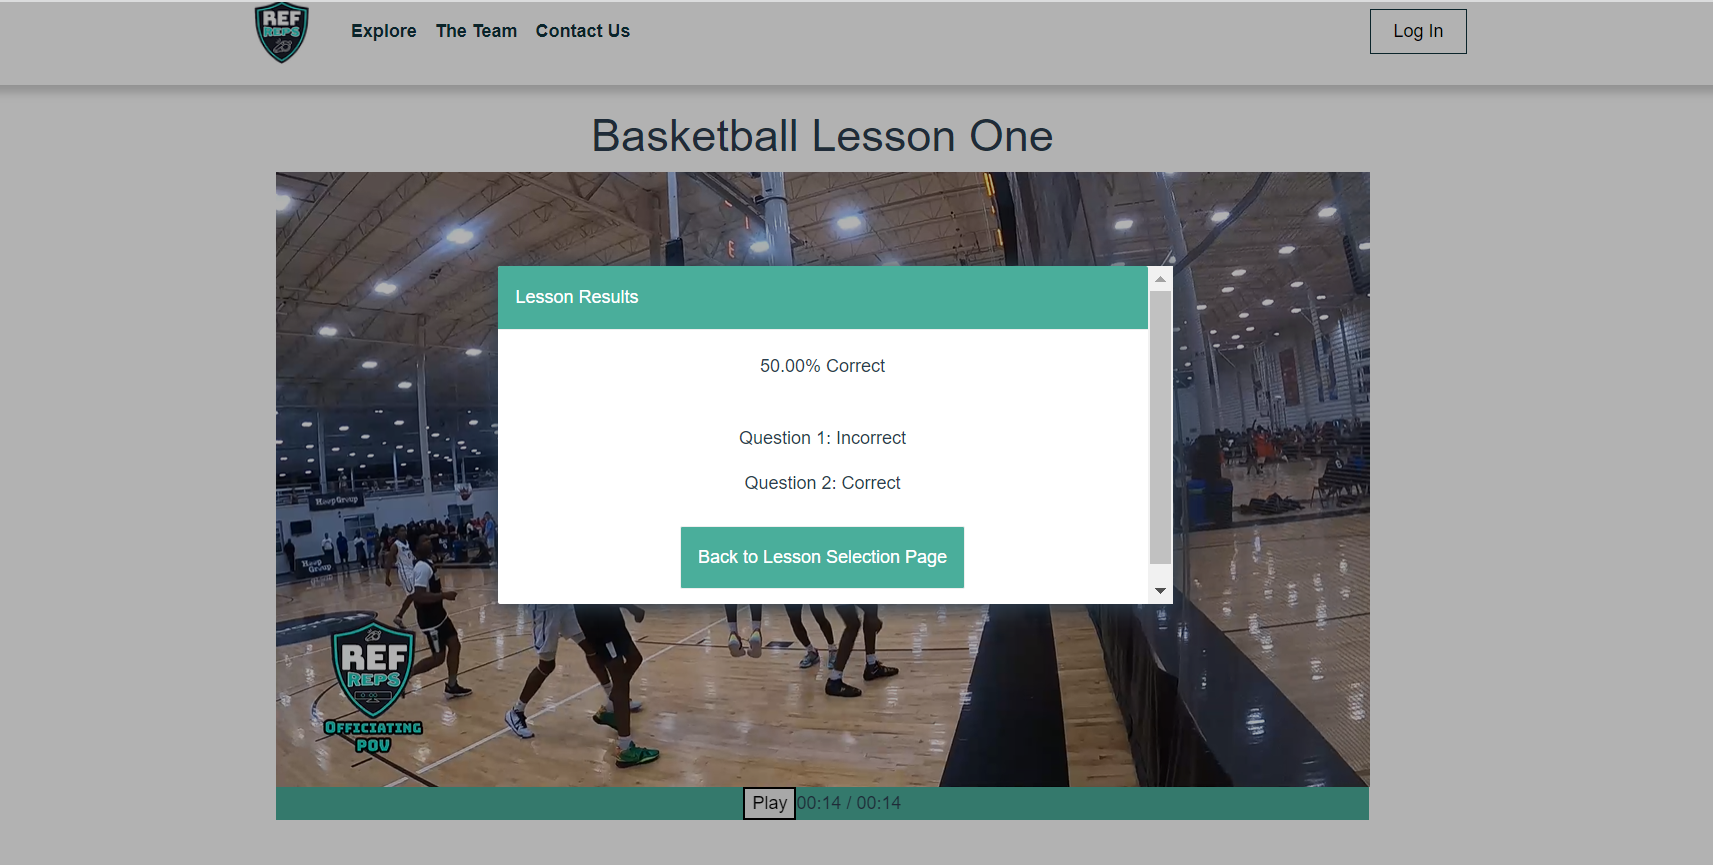 REF
REPS
Explore
The Team
Contact Us
Log In
Basketball Lesson One
Lesson Results
50.00% Correct
Question 1: Incorrect
Question 2: Correct
Back to Lesson Selection Page
Hoop Group
Hoop
Group
REF
REPS
OFFICIATING
POV
Play
00:14 / 00:14